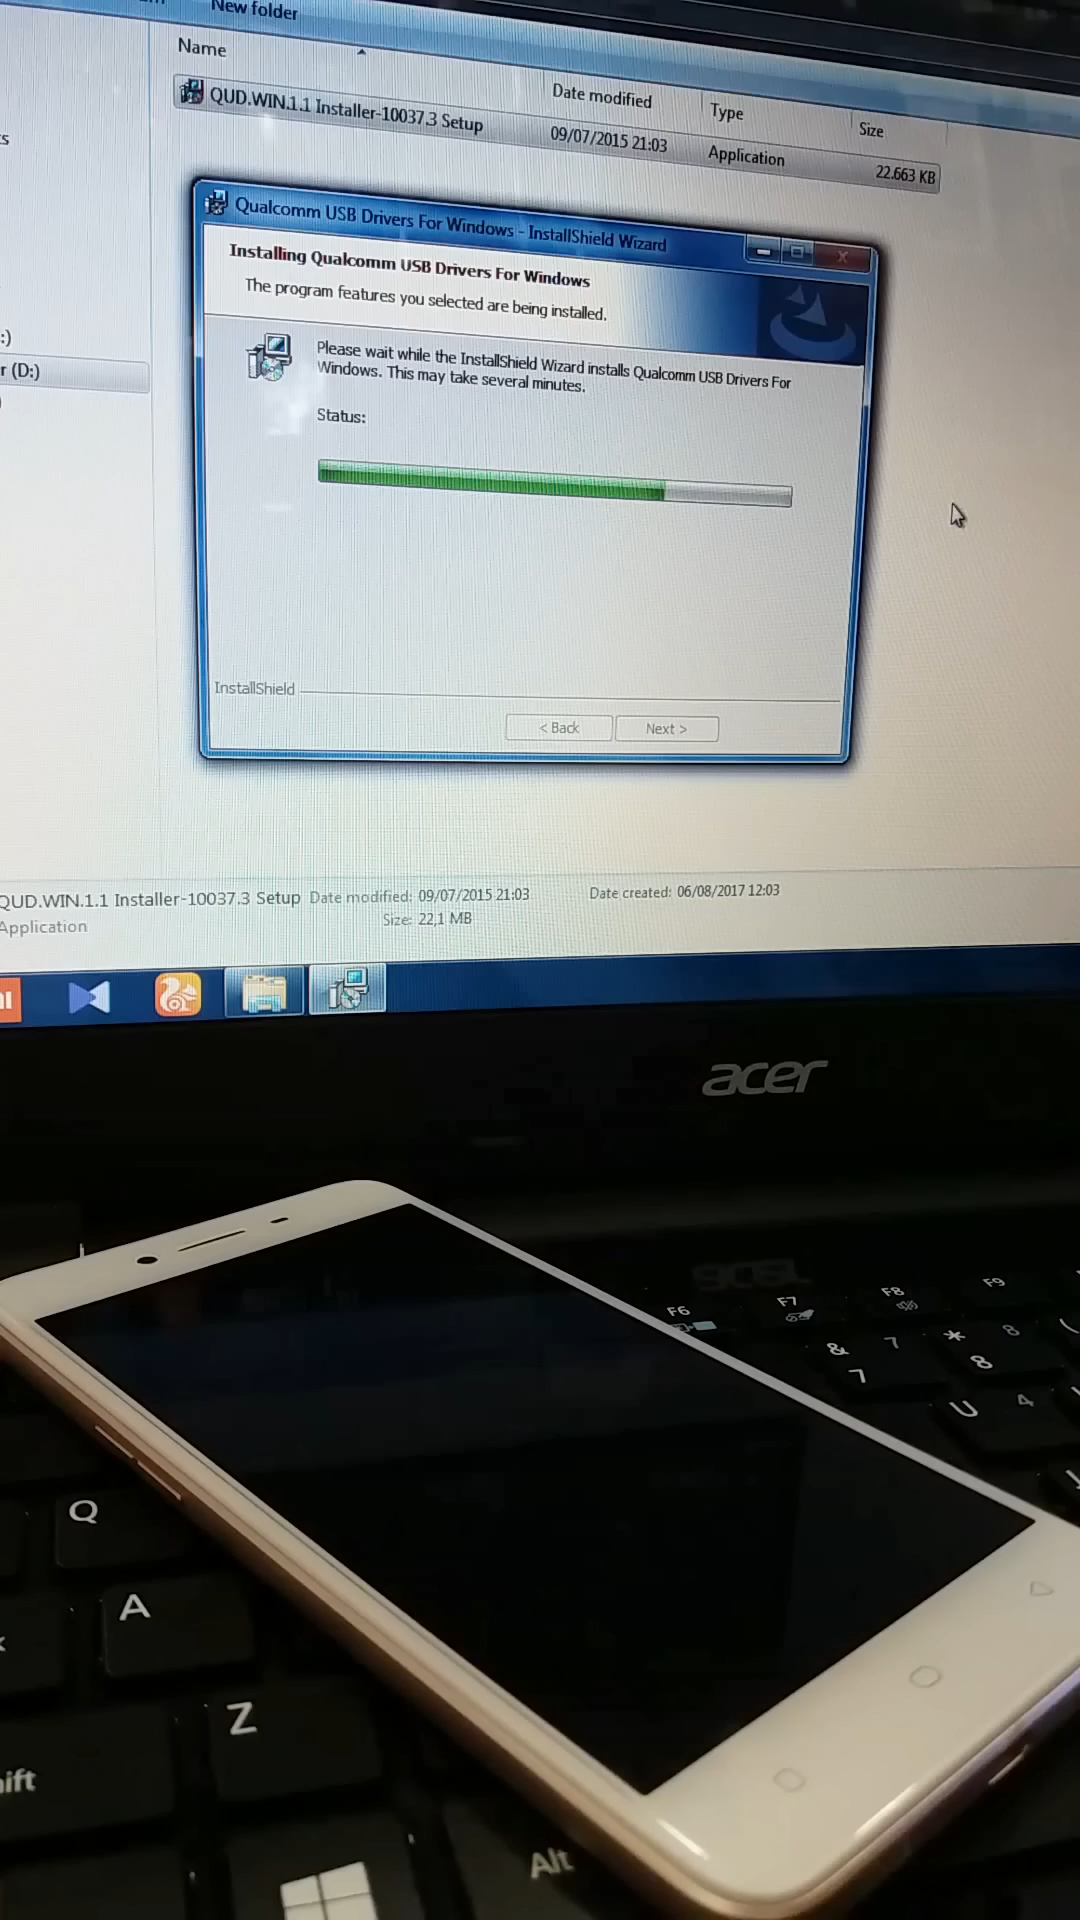 New folder
Name
Date modified
Type
Size
QUD.WIN.1.1 Installer-10037.3 Setup
09/07/2015 21:03
Application
22.663 KB
Qualcomm USB Drivers For Windows - InstallShield Wizard
Installing Qualcomm USB Drivers For Windows
The program features you selected are being installed.
Please wait while the InstallShield Wizard installs Qualcomm USB Drivers For
Windows. This may take several minutes.
Status:
r (D:)
InstallShield
< Back
Next >
QUD.WIN.1.1 Installer-10037.3 Setup Date modified: 09/07/2015 21:03
Date created: 06/08/2017 12:03
Application
Size: 22,1 MB
acer
F6
F7
F8
F9
&
7
7
*
8
8
U
4
Q
A
Z
ift
Alt